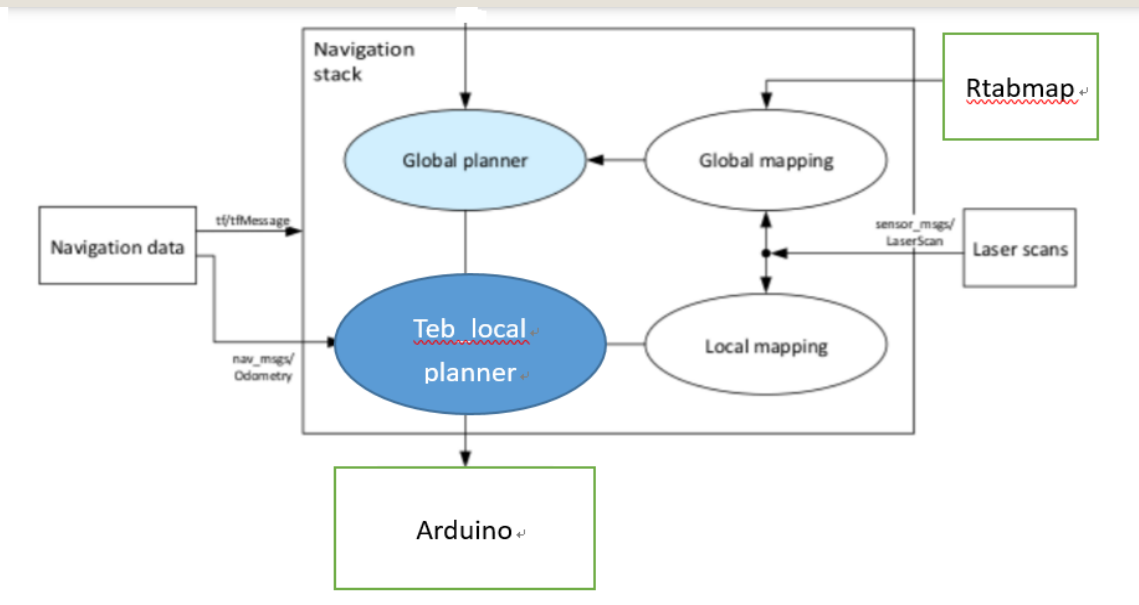 Navigation
stack
Rtabmap
Global planner
Global mapping
tf/tfMessage
sensor_msgs/
LaserScan
Navigation data
Laser scans
Teb_local
planner
Local mapping
nav_msgs/
Odometry
Arduino